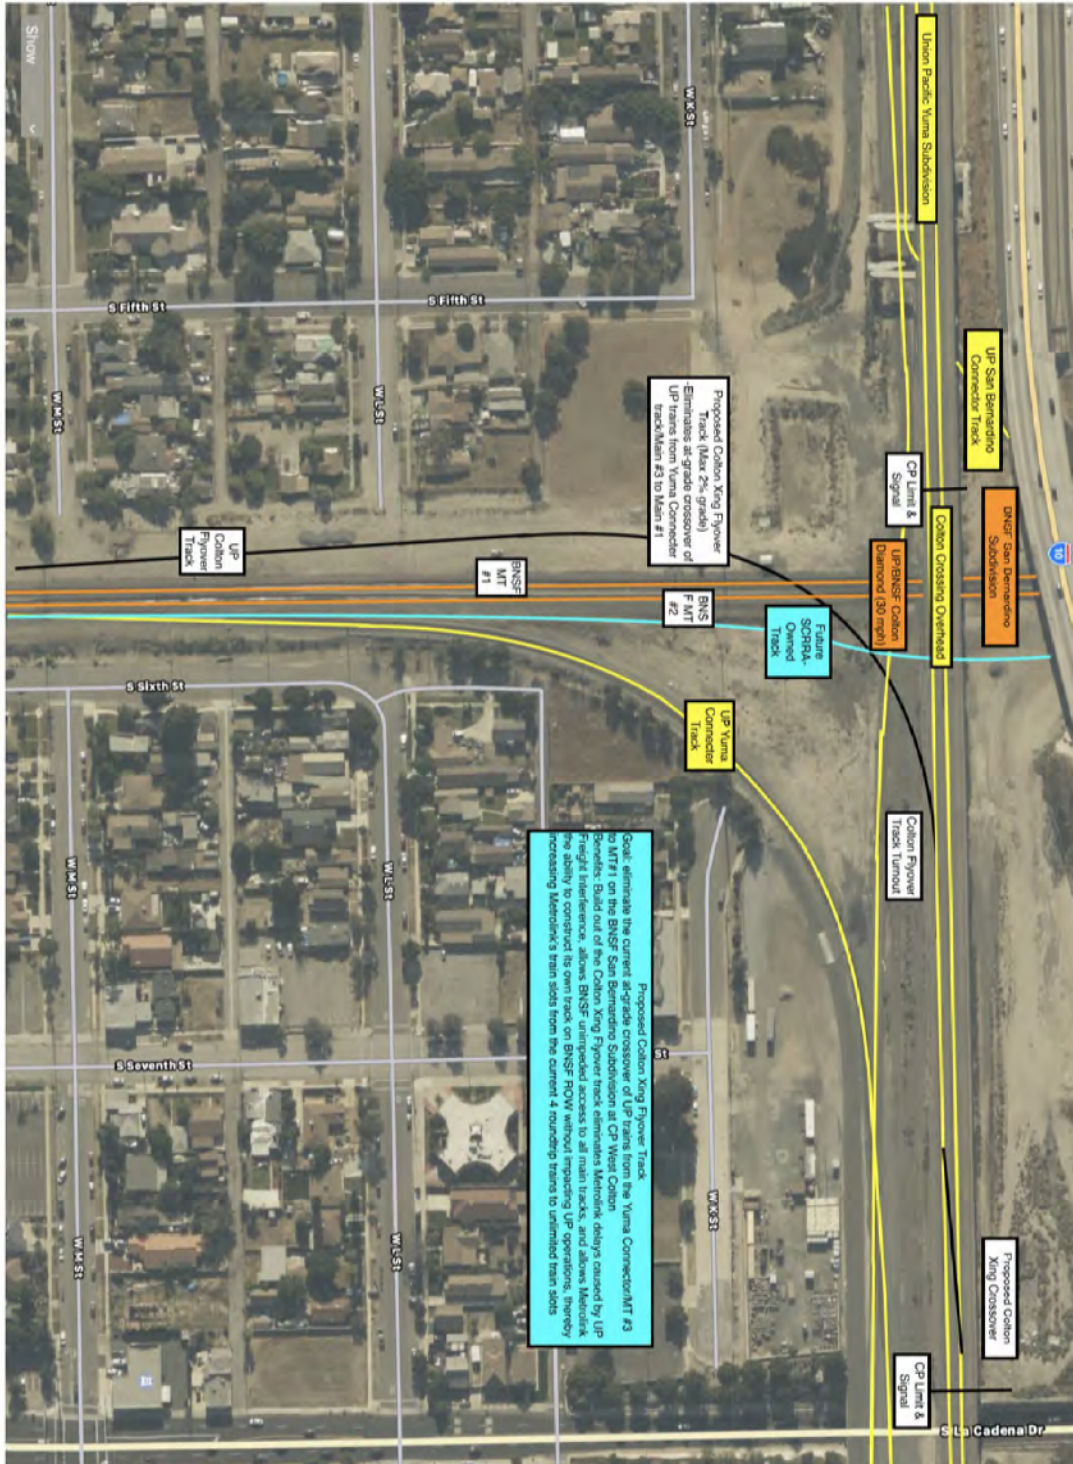 Show
Union Pacific Yuma Subdivision
UP San Bernardino
Connector Track
DNGF San Bernardino
Subdivision
10
CP Limit &
Signal
Colton Crossing Overhead
UP/BNSF Colton
Diamond (30 mph)
Proposed Colton Xing Flyover
Track (Max 2% grade)
-Eliminates at-grade crossover of
UP trains from Yuma Connecter
track/Main #3 to Main #1
UP
Colton
Flyover
Track
BNSF
MT
#1
BNS
F MT
#2
Future
SCRRA-
Owned
Track
UP Yuma
Connecter
Track
Colton Flyover
Track Turnout
Proposed Colton Xing Flyover Track
Goal: eliminate the current at-grade crossover of UP trains from the Yuma Connector/MT #3
to MT#1 on the BNSF San Bernardino Subdivision at CP West Colton
Benefits: Build out of the Colton Xing Flyover track eliminates Metrolink delays caused by UP
Freight Interference, allows BNSF unimpeded access to all main tracks, and allows Metrolink
the ability to construct its own track on BNSF ROW without impacting UP operations, thereby
increasing Metrolink's train slots from the current 4 roundtrip trains to unlimited train slots
Proposed Colton
Xing Crossover
CP Limit &
Signal
S La Cadena Dr
W K St
W K St
S Fifth St
S Fifth St
W L St
W L St
W L St
W M St
W M St
W M St
W M St
S Sixth St
S Seventh St
St